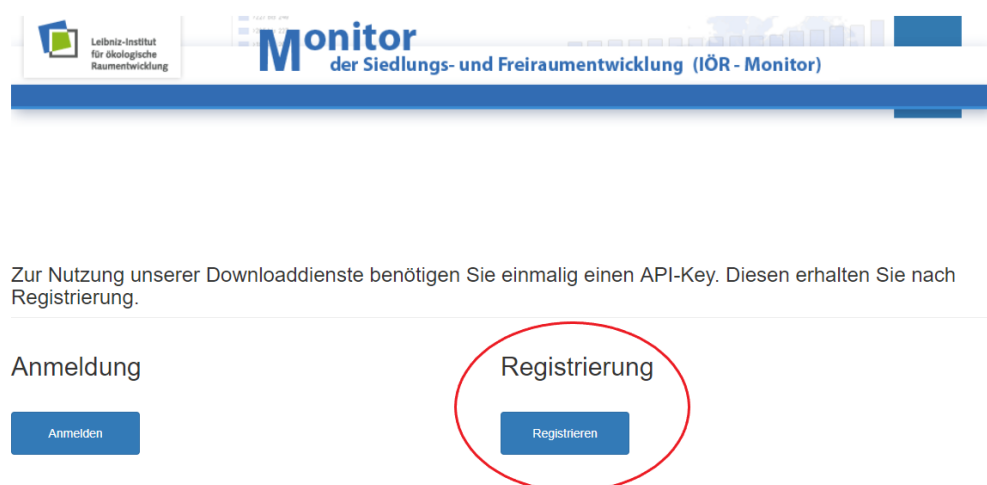 Leibniz-Institut
für ökologische
Raumentwicklung
Monitor
der Siedlungs- und Freiraumentwicklung (IÖR - Monitor)
Zur Nutzung unserer Downloaddienste benötigen Sie einmalig einen API-Key. Diesen erhalten Sie nach
Registrierung.
Anmeldung
Registrierung
Anmelden
Registrieren